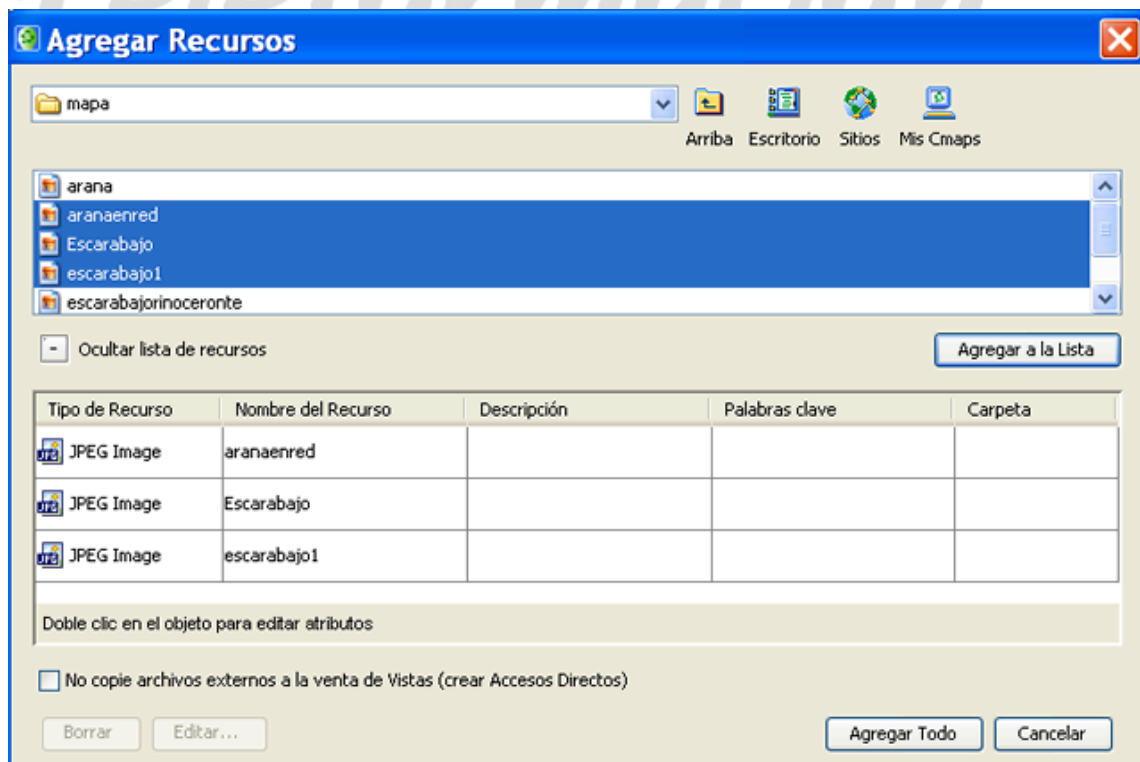 Agregar Recursos
mapa
Arriba Escritorio Sitios Mis Cmaps
arana
aranaenred
Escarabajo
escarabajo1
escarabajorinoceronte
- Ocultar lista de recursos Agregar a la Lista
Tipo de Recurso Nombre del Recurso Descripción Palabras clave Carpeta
JPEG Image aranaenred
JPEG Image Escarabajo
JPEG Image escarabajo1
Doble clic en el objeto para editar atributos
No copie archivos externos a la venta de Vistas (crear Accesos Directos)
Borrar Editar... Agregar Todo Cancelar